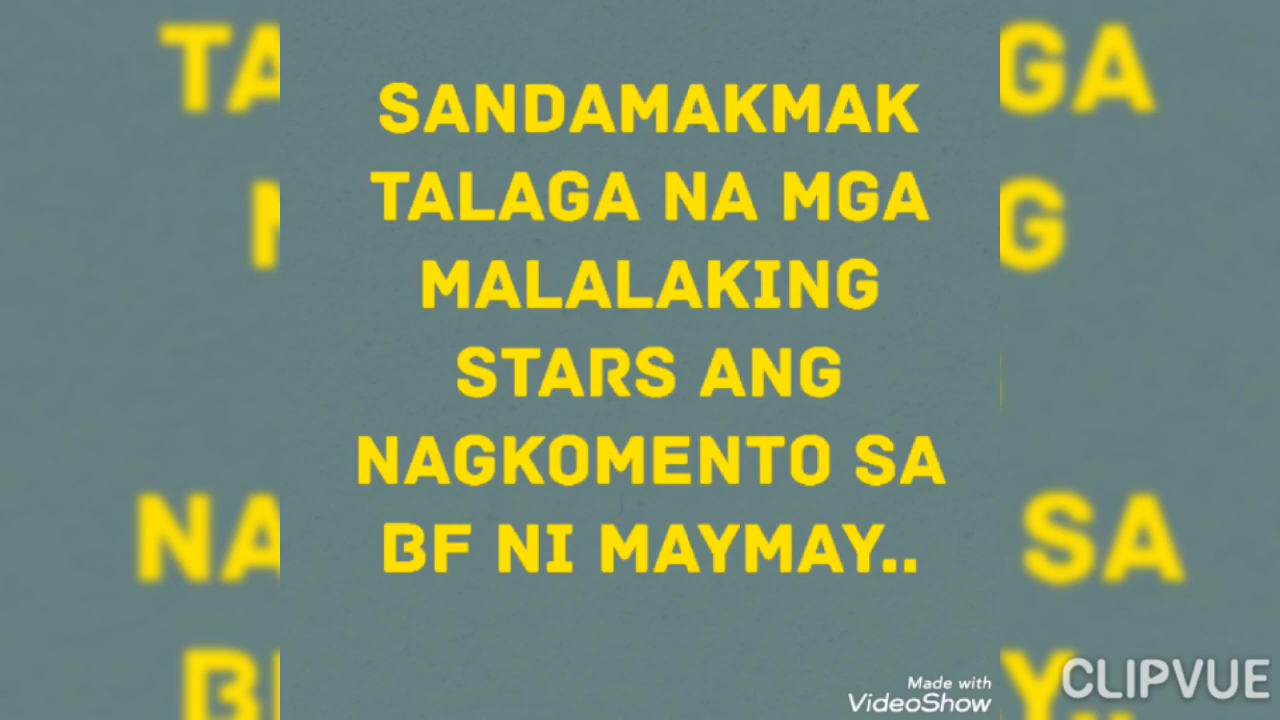 SANDAMAKMAK
TALAGA NA MGA
MALALAKING
STARS ANG
NAGKOMENTO SA
BF NI MAYMAY..
Made with
VideoShow
CLIPVUE